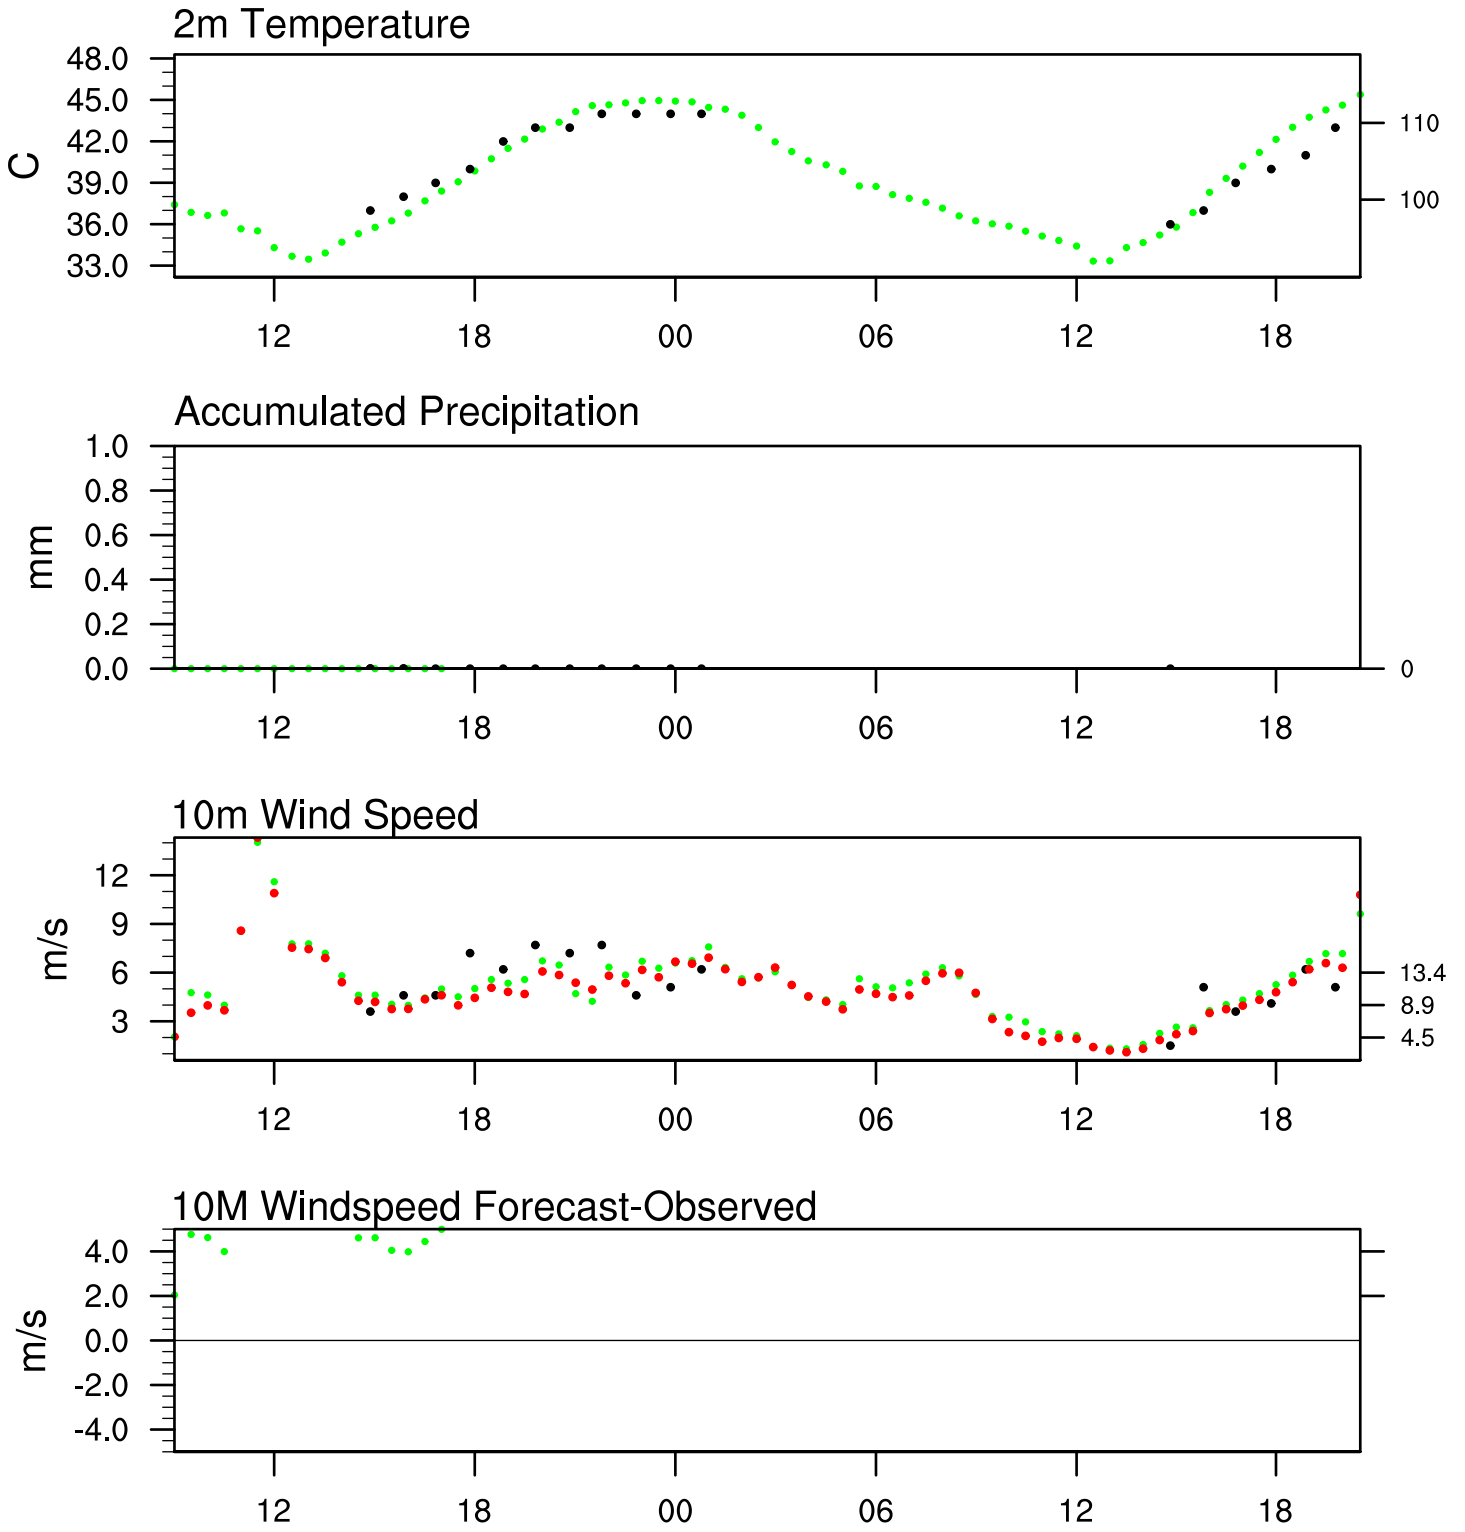 2m Temperature
48.0
45.0
42.0
39.0
36.0
33.0
C
110
100
12 18 00 06 12 18
Accumulated Precipitation
1.0
0.8
0.6
0.4
0.2
0.0
mm
0
12 18 00 06 12 18
10m Wind Speed
12
9
6
3
m/s
13.4
8.9
4.5
12 18 00 06 12 18
10M Windspeed Forecast-Observed
4.0
2.0
0.0
-2.0
-4.0
m/s
12 18 00 06 12 18